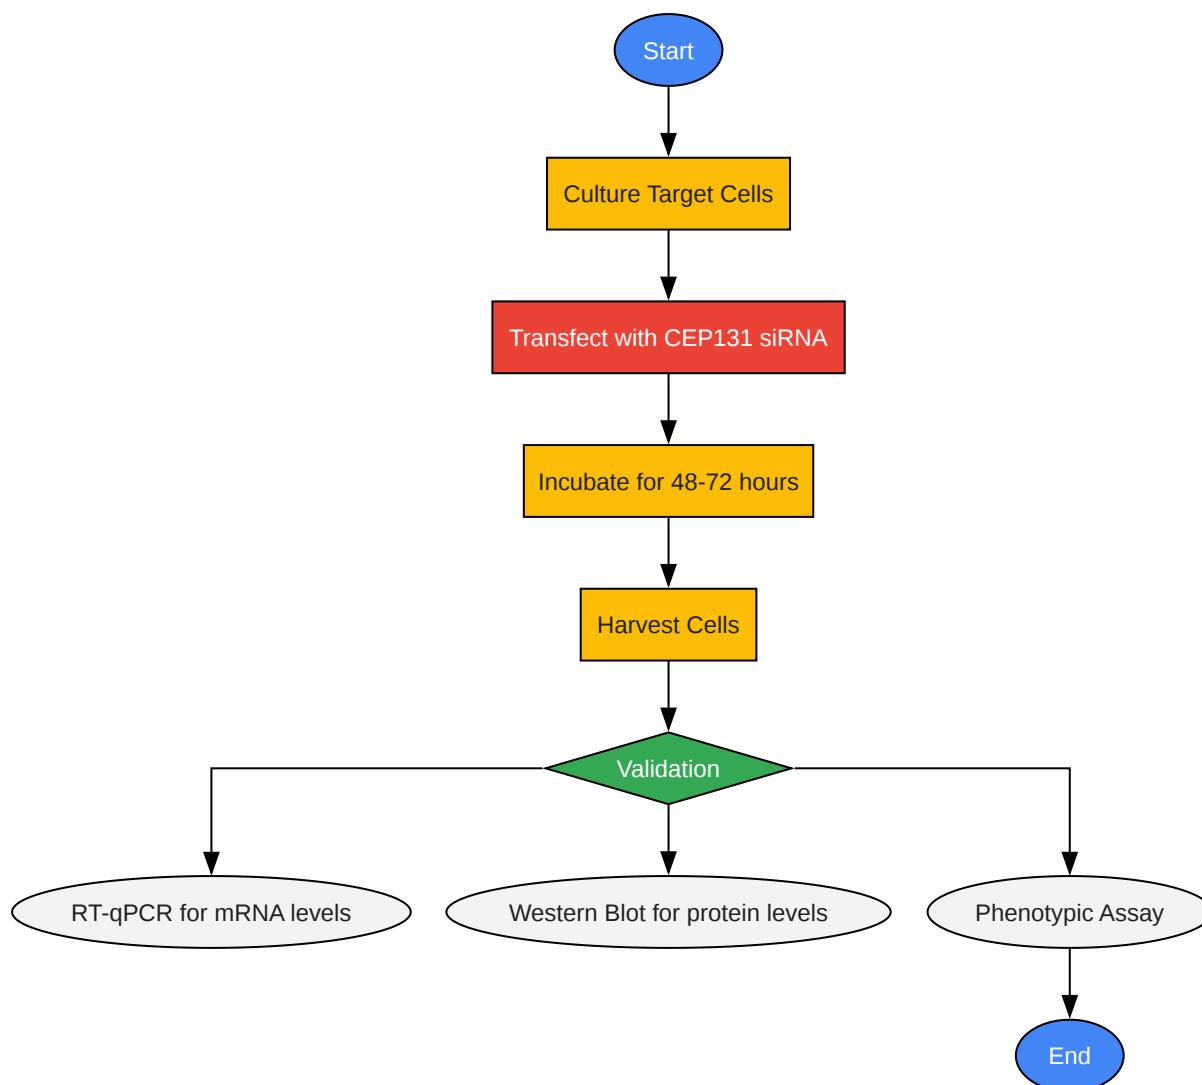 Start
Culture Target Cells
Transfect with CEP131 siRNA
Incubate for 48-72 hours
Harvest Cells
Validation
RT-qPCR for mRNA levels
Western Blot for protein levels
Phenotypic Assay
End